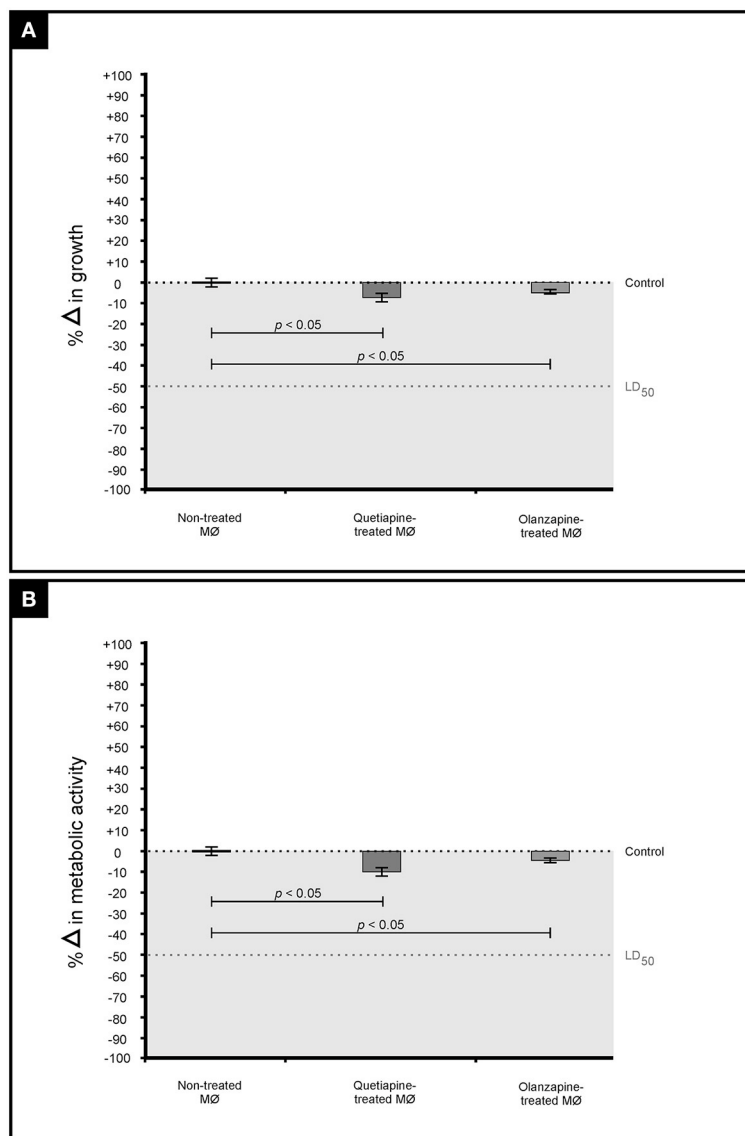 A
+100
+90
+80
+70
+60
+50
+40
+30
+20
+10
0
-10
-20
-30
-40
-50
-60
-70
-80
-90
-100
% Δ in growth
Control
p < 0.05
p < 0.05
LD50
Non-treated
MØ
Quetiapine-
treated MØ
Olanzapine-
treated MØ
B
+100
+90
+80
+70
+60
+50
+40
+30
+20
+10
0
-10
-20
-30
-40
-50
-60
-70
-80
-90
-100
% Δ in metabolic activity
Control
p < 0.05
p < 0.05
LD50
Non-treated
MØ
Quetiapine-
treated MØ
Olanzapine-
treated MØ